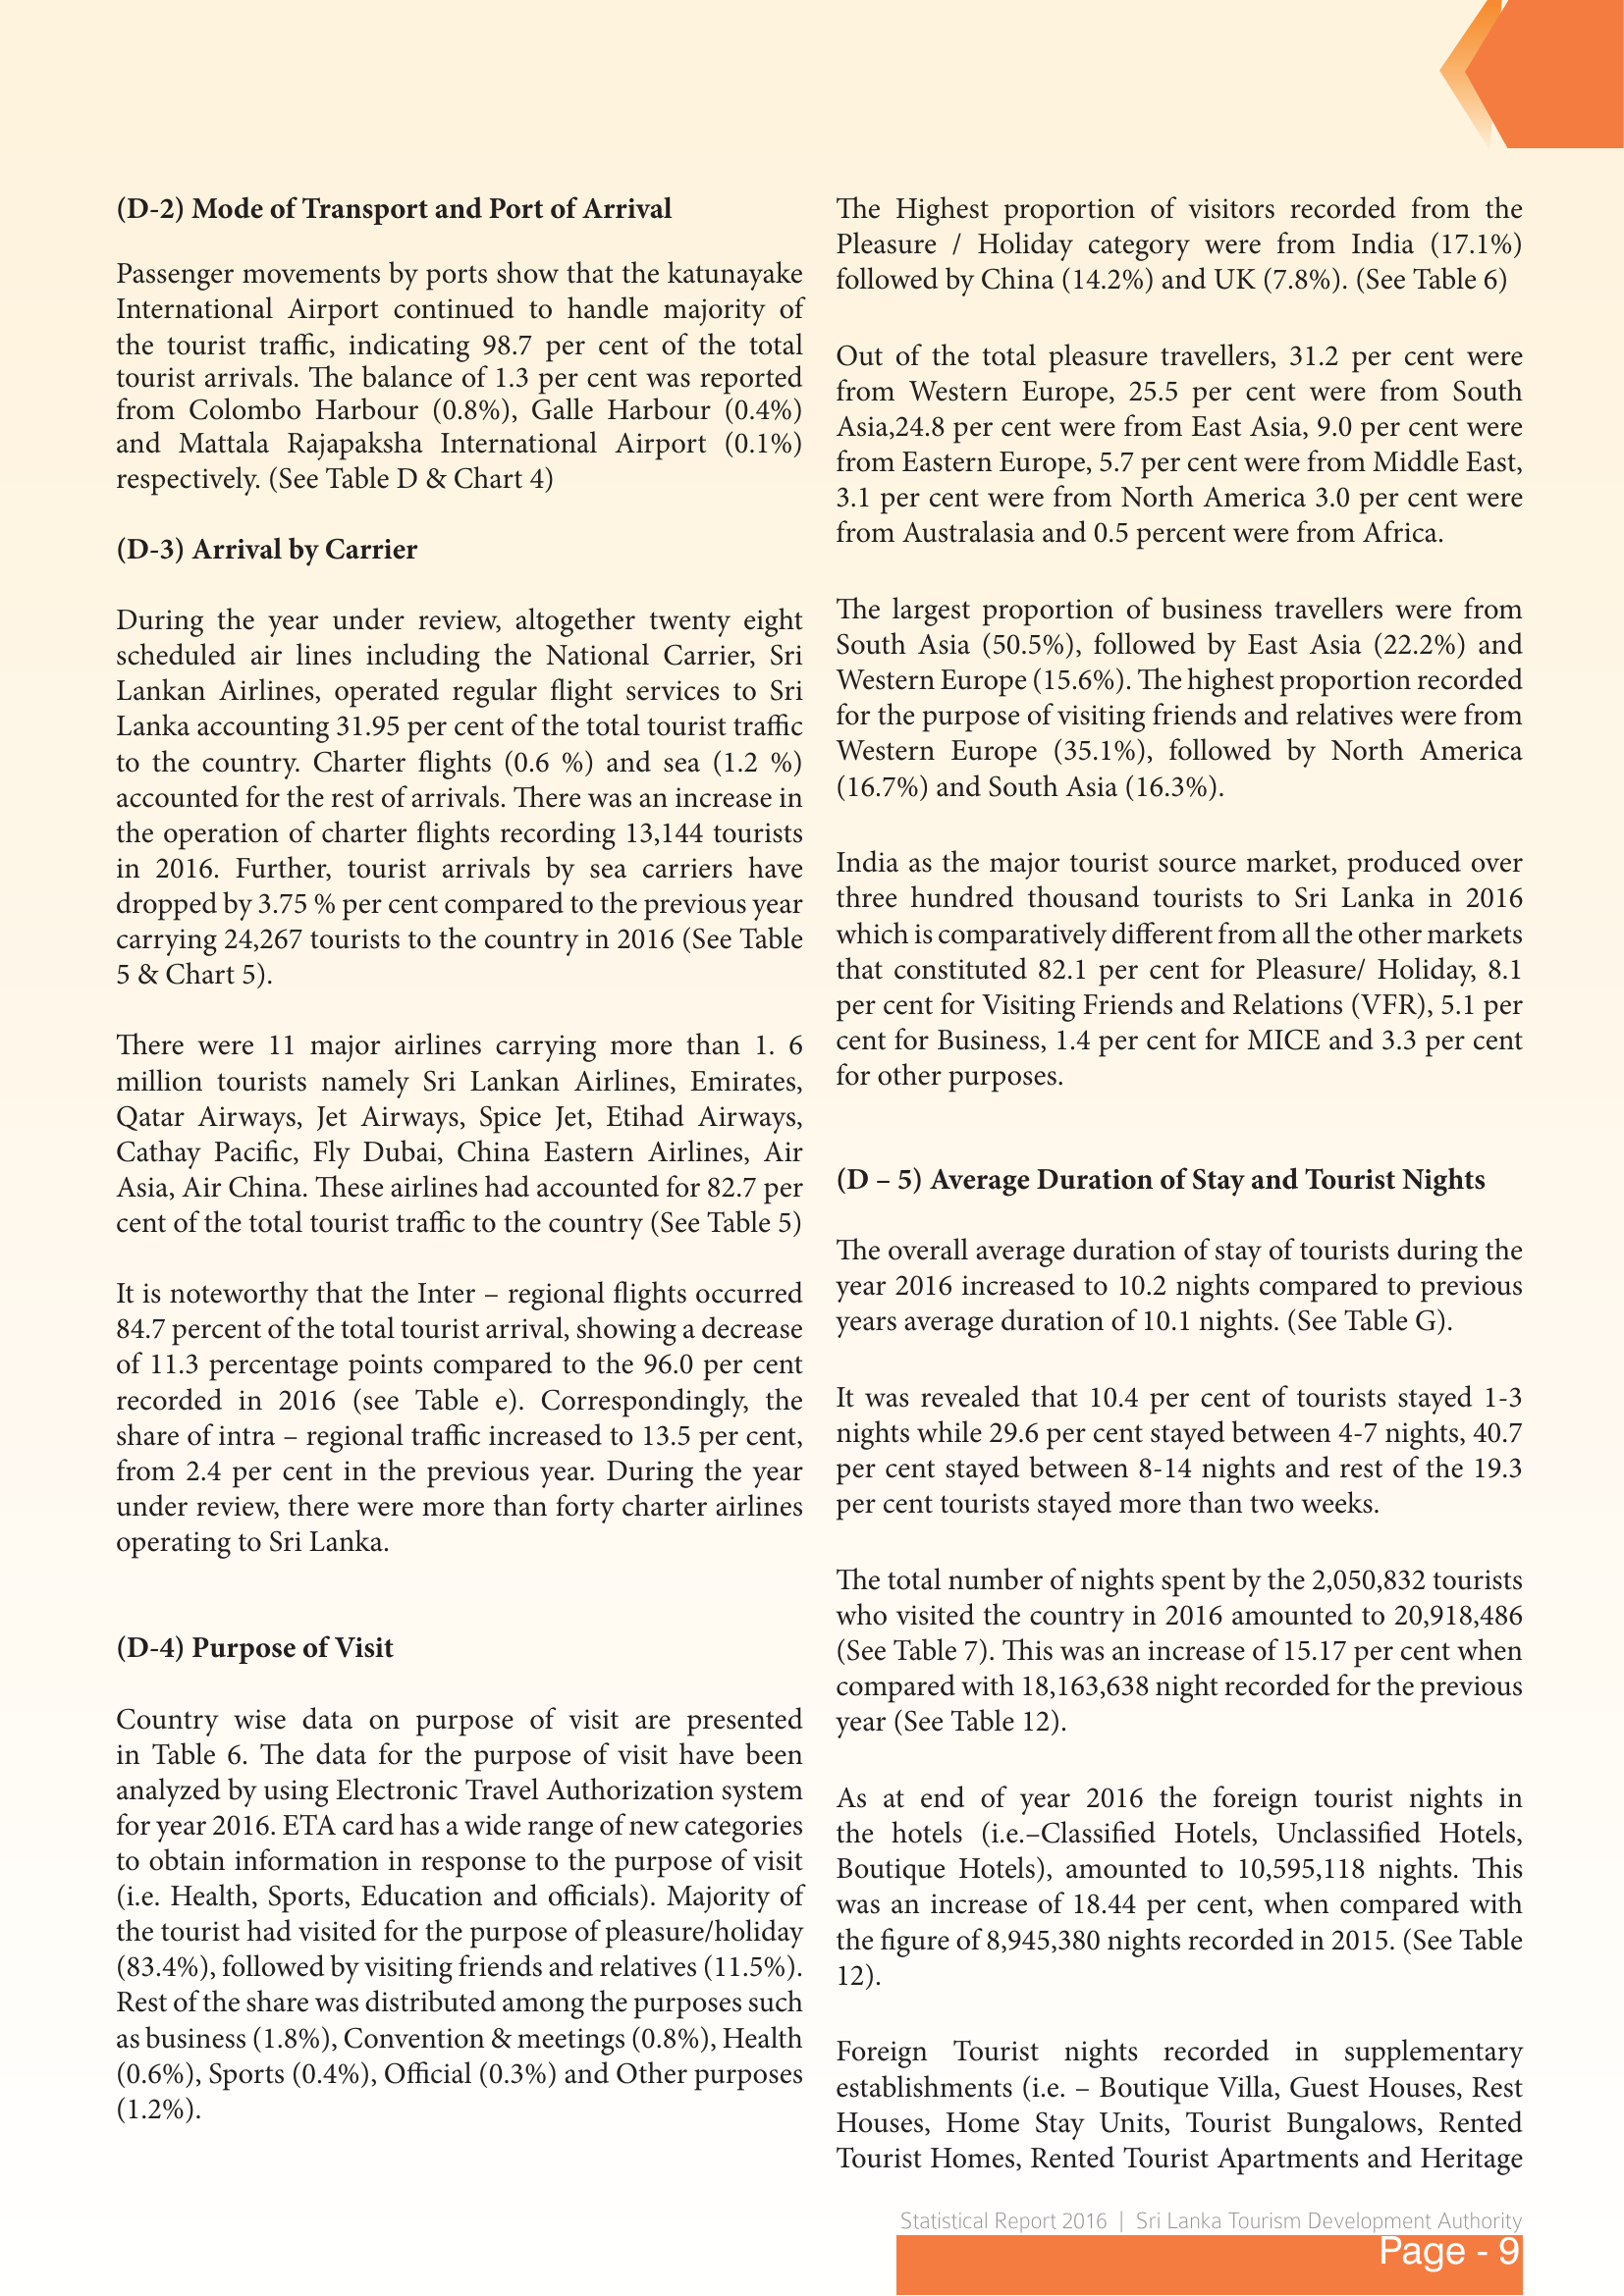 (D-2) Mode of Transport and Port of Arrival
Passenger movements by ports show that the katunayake
International Airport continued to handle majority of
the tourist traffic, indicating 98.7 per cent of the total
tourist arrivals. The balance of 1.3 per cent was reported
from Colombo Harbour (0.8%), Galle Harbour (0.4%)
and Mattala Rajapaksha International Airport (0.1%)
respectively. (See Table D & Chart 4)
(D-3) Arrival by Carrier
During the year under review, altogether twenty eight
scheduled air lines including the National Carrier, Sri
Lankan Airlines, operated regular flight services to Sri
Lanka accounting 31.95 per cent of the total tourist traffic
to the country. Charter flights (0.6 %) and sea (1.2 %)
accounted for the rest of arrivals. There was an increase in
the operation of charter flights recording 13,144 tourists
in 2016. Further, tourist arrivals by sea carriers have
dropped by 3.75 % per cent compared to the previous year
carrying 24,267 tourists to the country in 2016 (See Table
5 & Chart 5).
There were 11 major airlines carrying more than 1. 6
million tourists namely Sri Lankan Airlines, Emirates,
Qatar Airways, Jet Airways, Spice Jet, Etihad Airways,
Cathay Pacific, Fly Dubai, China Eastern Airlines, Air
Asia, Air China. These airlines had accounted for 82.7 per
cent of the total tourist traffic to the country (See Table 5)
It is noteworthy that the Inter – regional flights occurred
84.7 percent of the total tourist arrival, showing a decrease
of 11.3 percentage points compared to the 96.0 per cent
recorded in 2016 (see Table e). Correspondingly, the
share of intra – regional traffic increased to 13.5 per cent,
from 2.4 per cent in the previous year. During the year
under review, there were more than forty charter airlines
operating to Sri Lanka.
(D-4) Purpose of Visit
Country wise data on purpose of visit are presented
in Table 6. The data for the purpose of visit have been
analyzed by using Electronic Travel Authorization system
for year 2016. ETA card has a wide range of new categories
to obtain information in response to the purpose of visit
(i.e. Health, Sports, Education and officials). Majority of
the tourist had visited for the purpose of pleasure/holiday
(83.4%), followed by visiting friends and relatives (11.5%).
Rest of the share was distributed among the purposes such
as business (1.8%), Convention & meetings (0.8%), Health
(0.6%), Sports (0.4%), Official (0.3%) and Other purposes
(1.2%).
The Highest proportion of visitors recorded from the
Pleasure / Holiday category were from India (17.1%)
followed by China (14.2%) and UK (7.8%). (See Table 6)
Out of the total pleasure travellers, 31.2 per cent were
from Western Europe, 25.5 per cent were from South
Asia,24.8 per cent were from East Asia, 9.0 per cent were
from Eastern Europe, 5.7 per cent were from Middle East,
3.1 per cent were from North America 3.0 per cent were
from Australasia and 0.5 percent were from Africa.
The largest proportion of business travellers were from
South Asia (50.5%), followed by East Asia (22.2%) and
Western Europe (15.6%). The highest proportion recorded
for the purpose of visiting friends and relatives were from
Western Europe (35.1%), followed by North America
(16.7%) and South Asia (16.3%).
India as the major tourist source market, produced over
three hundred thousand tourists to Sri Lanka in 2016
which is comparatively different from all the other markets
that constituted 82.1 per cent for Pleasure/ Holiday, 8.1
per cent for Visiting Friends and Relations (VFR), 5.1 per
cent for Business, 1.4 per cent for MICE and 3.3 per cent
for other purposes.
(D – 5) Average Duration of Stay and Tourist Nights
The overall average duration of stay of tourists during the
year 2016 increased to 10.2 nights compared to previous
years average duration of 10.1 nights. (See Table G).
It was revealed that 10.4 per cent of tourists stayed 1-3
nights while 29.6 per cent stayed between 4-7 nights, 40.7
per cent stayed between 8-14 nights and rest of the 19.3
per cent tourists stayed more than two weeks.
The total number of nights spent by the 2,050,832 tourists
who visited the country in 2016 amounted to 20,918,486
(See Table 7). This was an increase of 15.17 per cent when
compared with 18,163,638 night recorded for the previous
year (See Table 12).
As at end of year 2016 the foreign tourist nights in
the hotels (i.e.–Classified Hotels, Unclassified Hotels,
Boutique Hotels), amounted to 10,595,118 nights. This
was an increase of 18.44 per cent, when compared with
the figure of 8,945,380 nights recorded in 2015. (See Table
12).
Foreign Tourist nights recorded in supplementary
establishments (i.e. – Boutique Villa, Guest Houses, Rest
Houses, Home Stay Units, Tourist Bungalows, Rented
Tourist Homes, Rented Tourist Apartments and Heritage
Statistical Report 2016 | Sri Lanka Tourism Development Authority
Page - 9